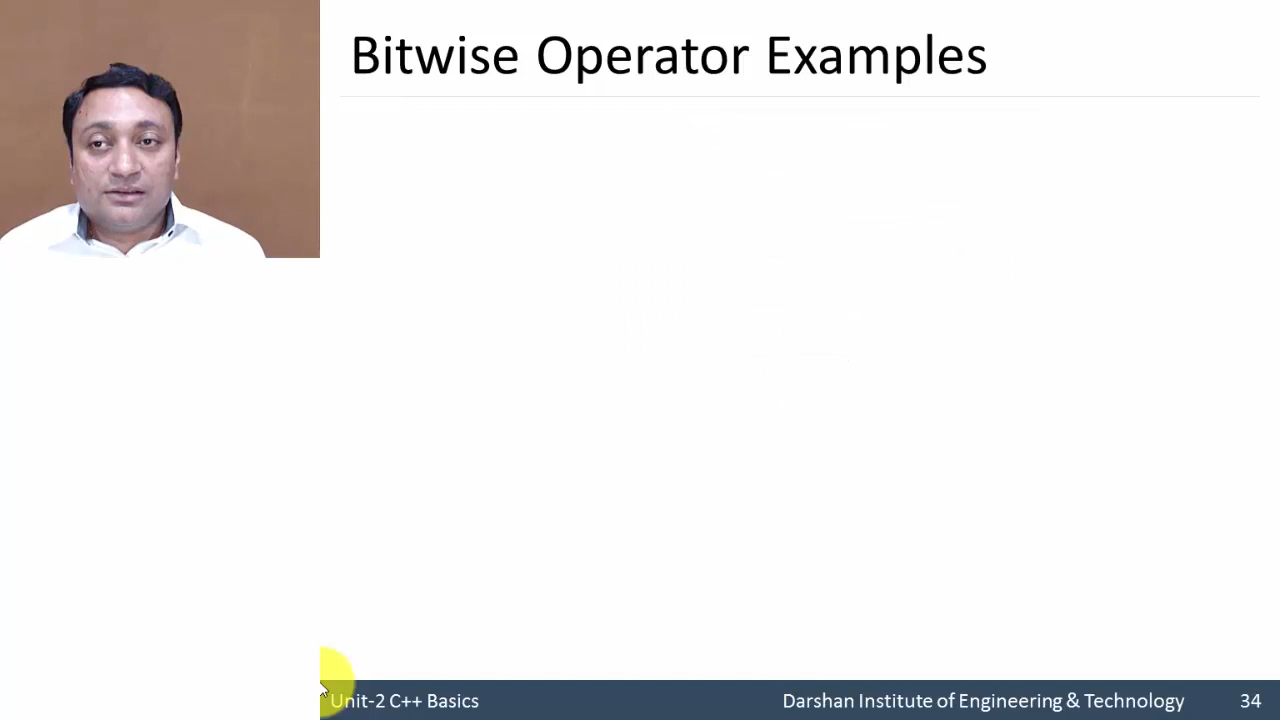 Bitwise Operator Examples
Unit-2 C++ Basics
Darshan Institute of Engineering & Technology
34